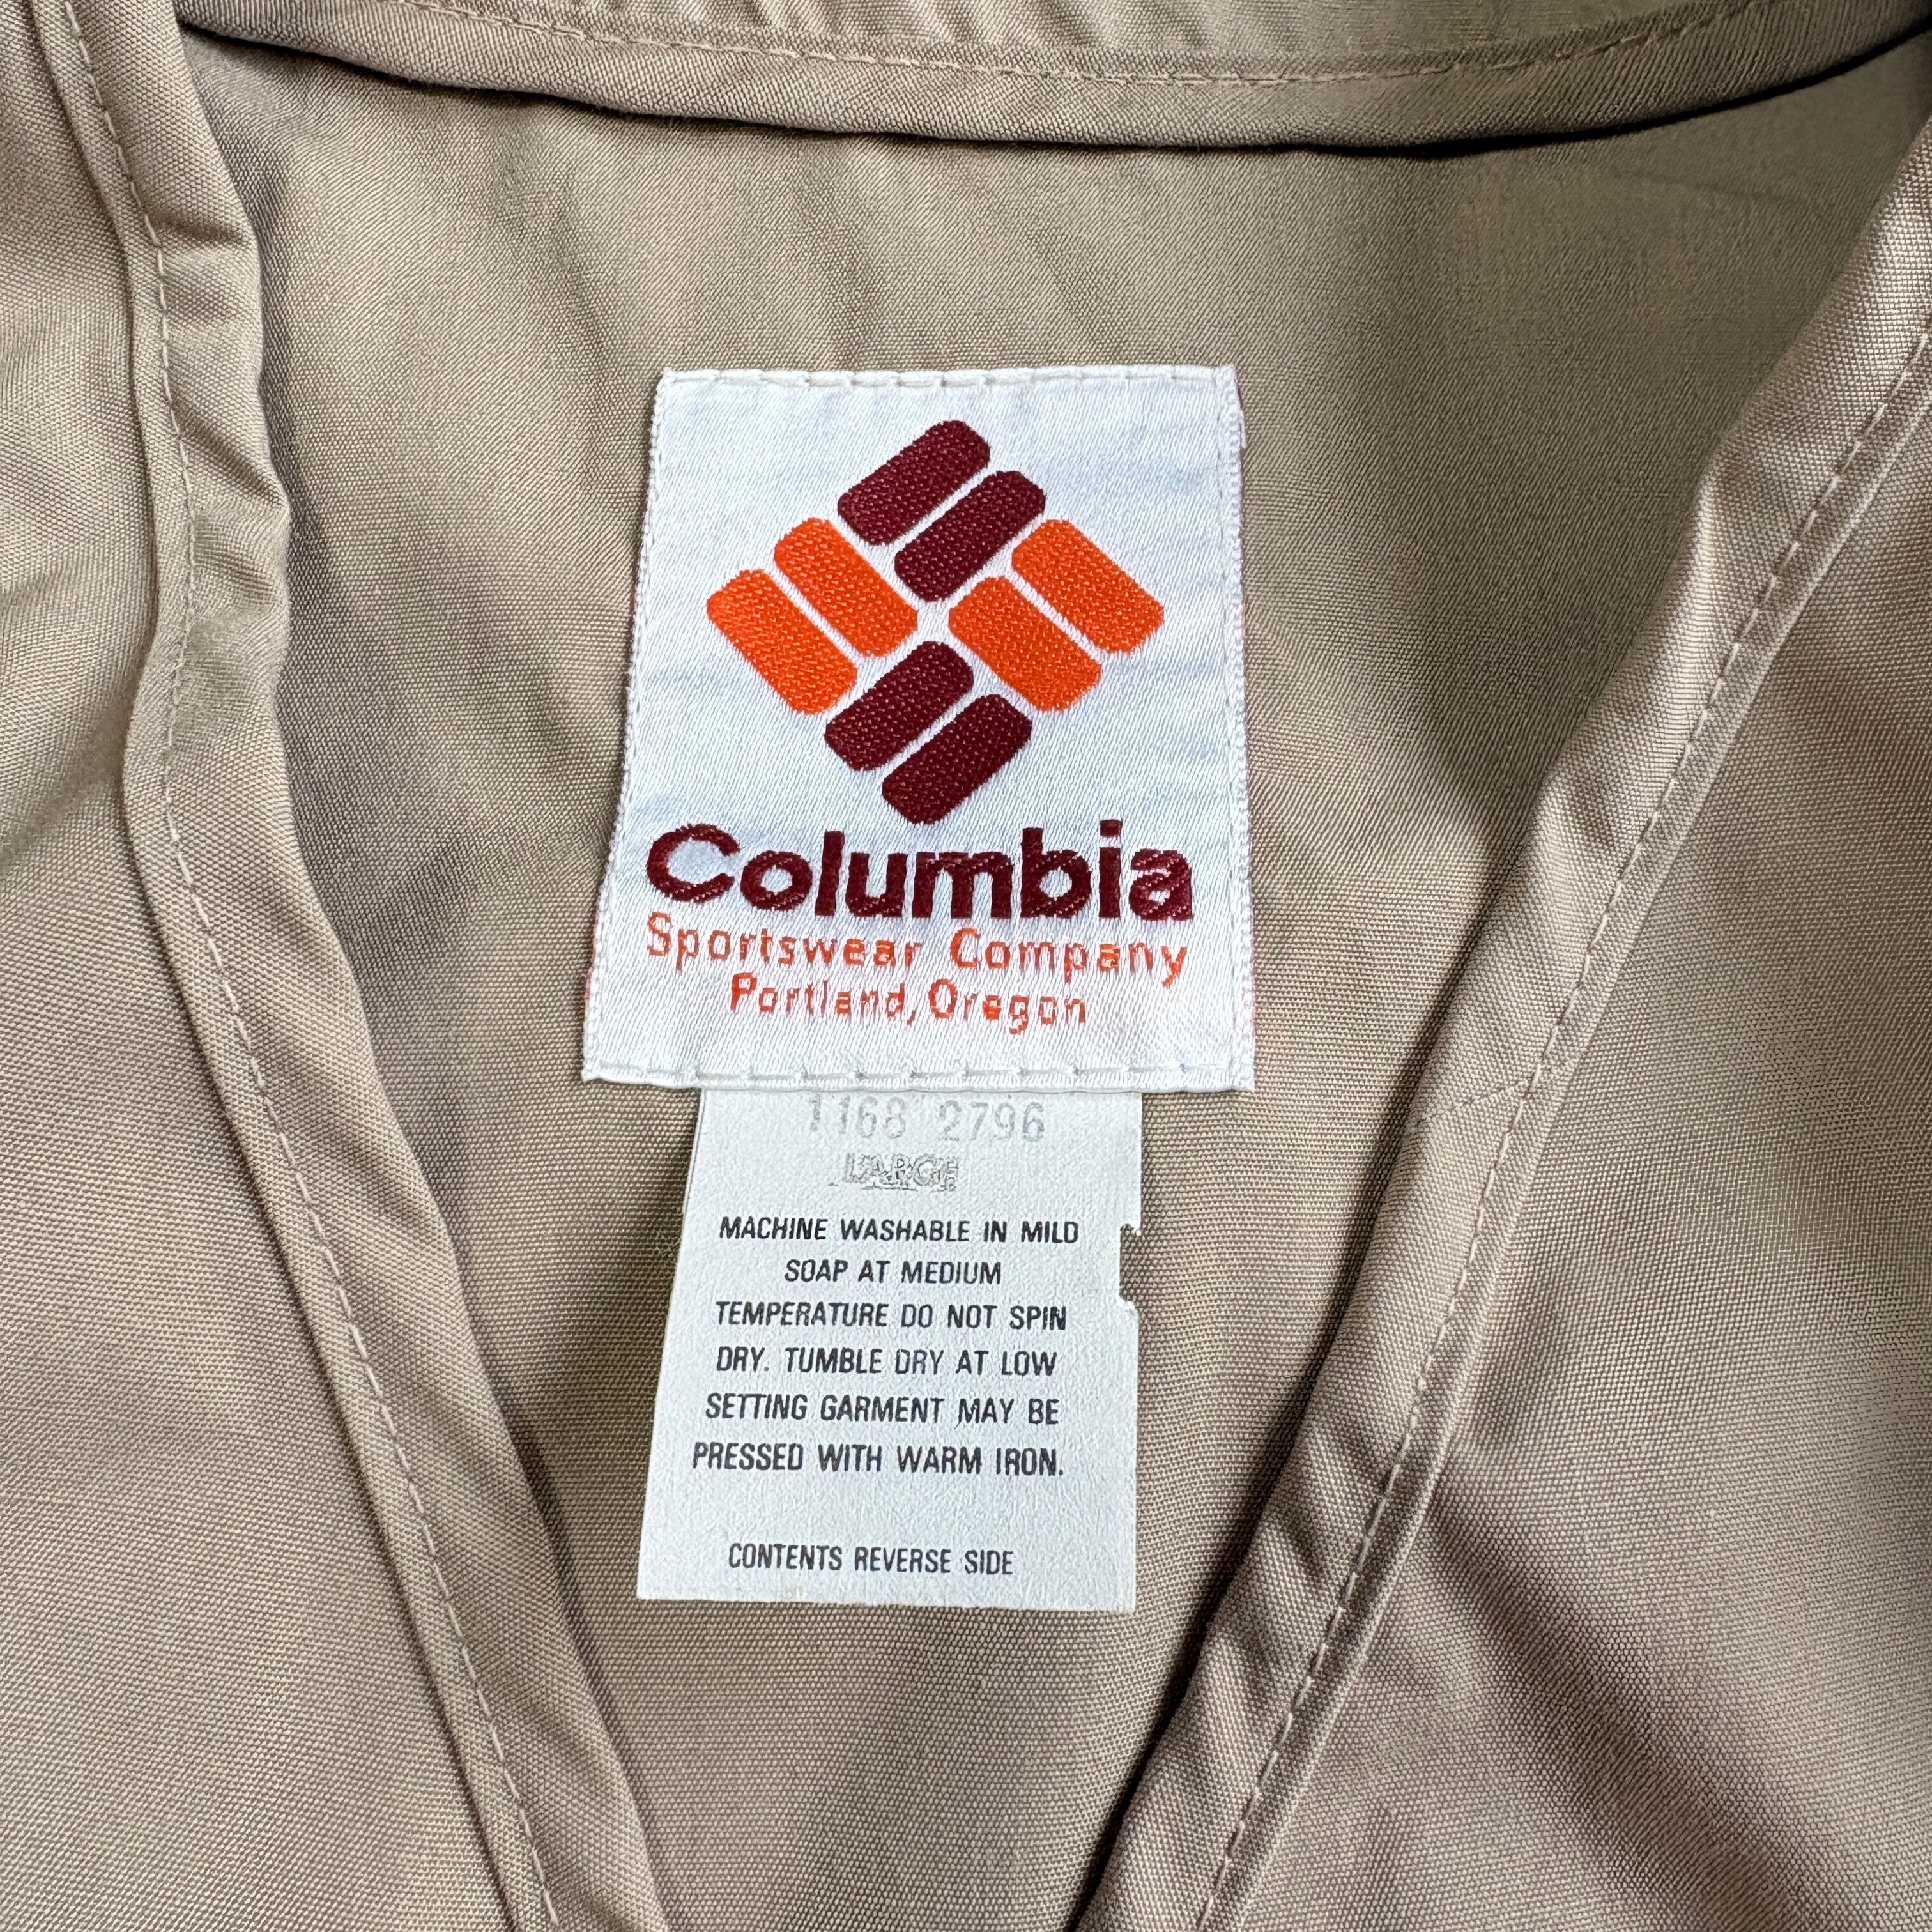 Columbia
Sportswear Company
Portland, Oregon
1168 2796
LARGE
MACHINE WASHABLE IN MILD
SOAP AT MEDIUM
TEMPERATURE DO NOT SPIN
DRY. TUMBLE DRY AT LOW
SETTING GARMENT MAY BE
PRESSED WITH WARM IRON.
CONTENTS REVERSE SIDE